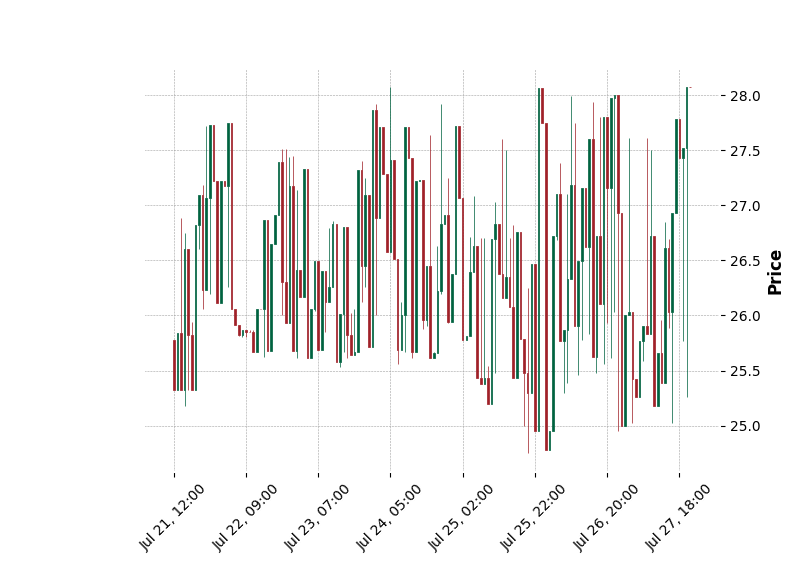 28.0
27.5
27.0
26.5
26.0
25.5
25.0
Price
Jul 21, 12:00
Jul 22, 09:00
Jul 23, 07:00
Jul 24, 05:00
Jul 25, 02:00
Jul 25, 22:00
Jul 26, 20:00
Jul 27, 18:00